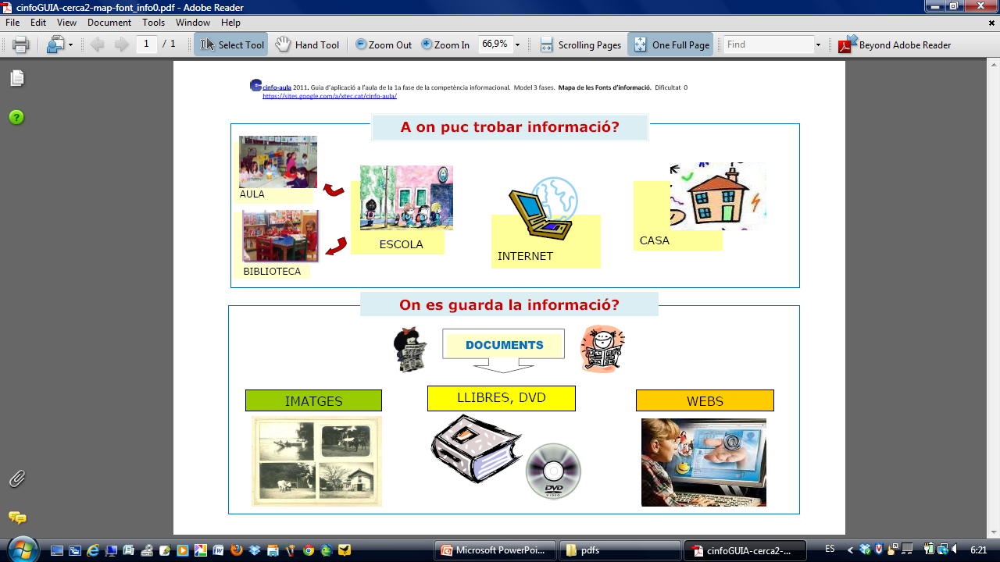 cinfoGUIA-cerca2-map-font_info0.pdf - Adobe Reader
File Edit View Document Tools Window Help
1 / 1 Select Tool Hand Tool Zoom Out Zoom In 66,9% Scrolling Pages One Full Page Find Beyond Adobe Reader
cinfo-aula 2011. Guia d'aplicació a l'aula de la 1a fase de la competència informacional. Model 3 fases. Mapa de les Fonts d'informació. Dificultat 0
https://sites.google.com/a/xtec.cat/cinfo-aula/
A on puc trobar informació?
AULA
BIBLIOTECA
ESCOLA
INTERNET
CASA
On es guarda la informació?
DOCUMENTS
IMATGES
LLIBRES, DVD
WEBS
@
DVD
VIDEO
Microsoft PowerPoi... pdfs cinfoGUIA-cerca2-... ES 6:21